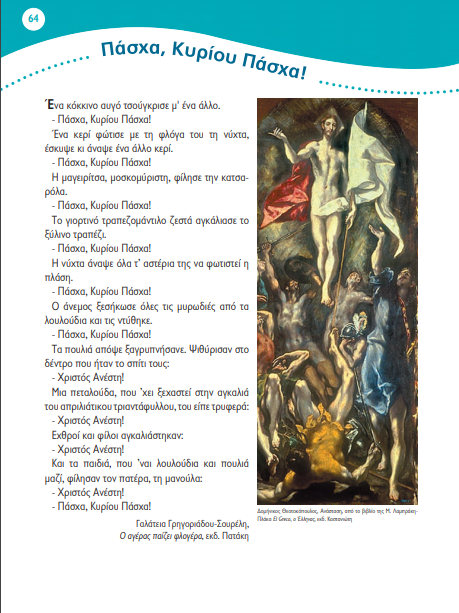 64
Πάσχα, Κυρίου Πάσχα!
Ένα κόκκινο αυγό τσούγκρισε μ' ένα άλλο.
- Πάσχα, Κυρίου Πάσχα!
Ένα κερί φώτισε με τη φλόγα του τη νύχτα,
έσκυψε κι άναψε ένα άλλο κερί.
- Πάσχα, Κυρίου Πάσχα!
Η μαγειρίτσα, μοσκομύριστη, φίλησε την κατσα-
ρόλα.
- Πάσχα, Κυρίου Πάσχα!
Το γιορτινό τραπεζομάντιλο ζεστά αγκάλιασε το
ξύλινο τραπέζι.
- Πάσχα, Κυρίου Πάσχα!
Η νύχτα άναψε όλα τ' αστέρια της να φωτιστεί η
πλάση.
- Πάσχα, Κυρίου Πάσχα!
Ο άνεμος ξεσήκωσε όλες τις μυρωδιές από τα
λουλούδια και τις ντύθηκε.
- Πάσχα, Κυρίου Πάσχα!
Τα πουλιά απόψε ξαγρυπνήσανε. Ψιθύρισαν στο
δέντρο που ήταν το σπίτι τους:
- Χριστός Ανέστη!
Μια πεταλούδα, που 'χει ξεχαστεί στην αγκαλιά
του απριλιάτικου τριαντάφυλλου, του είπε τρυφερά:
- Χριστός Ανέστη!
Εχθροί και φίλοι αγκαλιάστηκαν:
- Χριστός Ανέστη!
Και τα παιδιά, που 'ναι λουλούδια και πουλιά
μαζί, φίλησαν τον πατέρα, τη μανούλα:
- Χριστός Ανέστη!
- Πάσχα, Κυρίου Πάσχα!
Γαλάτεια Γρηγοριάδου-Σουρέλη,
Ο αγέρας παίζει φλογέρα, εκδ. Πατάκη
Δομήνικος Θεοτοκόπουλος, Ανάσταση, από το βιβλίο της Μ. Λαμπράκη-
Πλάκα El Greco, ο Έλληνας, εκδ. Καστανιώτη